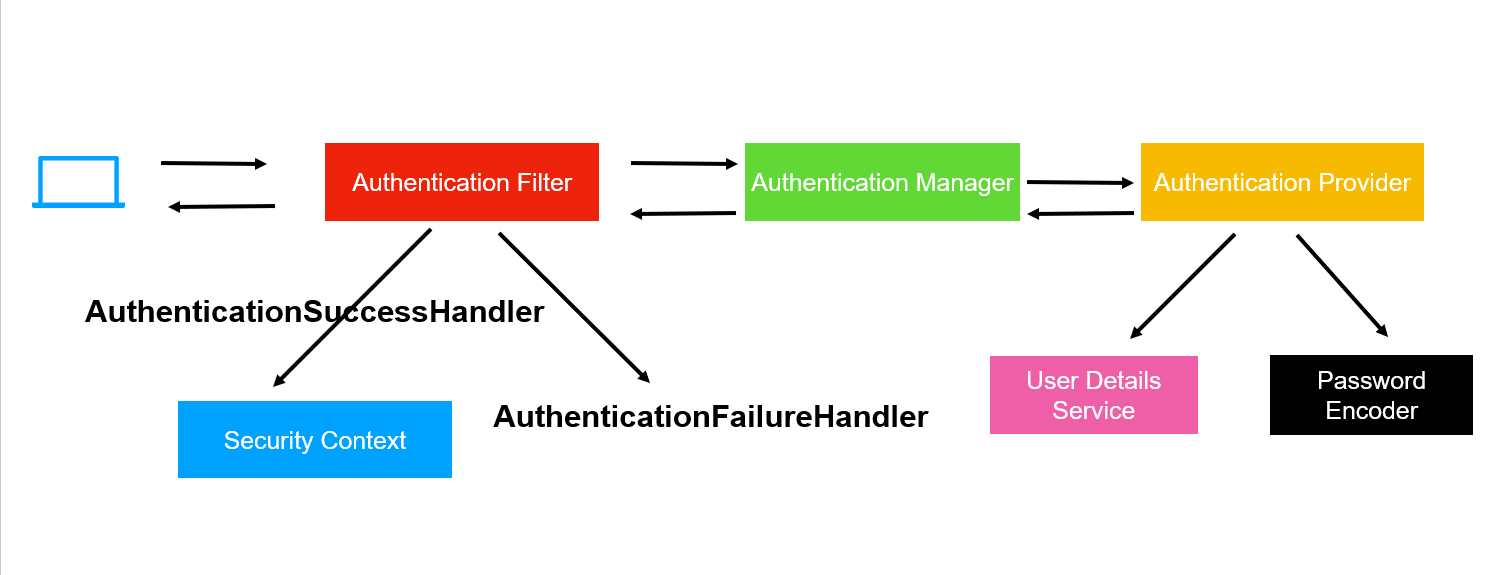 Authentication Filter
Authentication Manager
Authentication Provider
AuthenticationSuccessHandler
User Details
Service
Password
Encoder
AuthenticationFailureHandler
Security Context